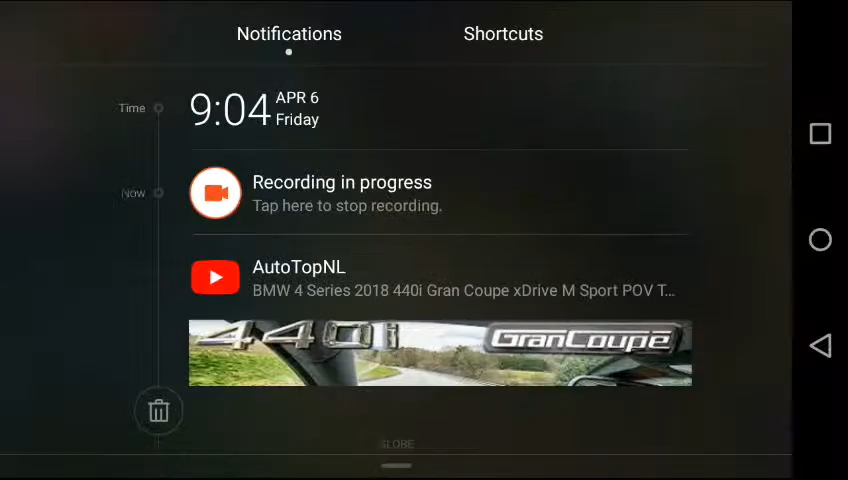 Notifications
Shortcuts
Time
9:04
APR 6
Friday
Now
Recording in progress
Tap here to stop recording.
AutoTopNL
BMW 4 Series 2018 440i Gran Coupe xDrive M Sport POV T...
440i
GranCoupe
GLOBE